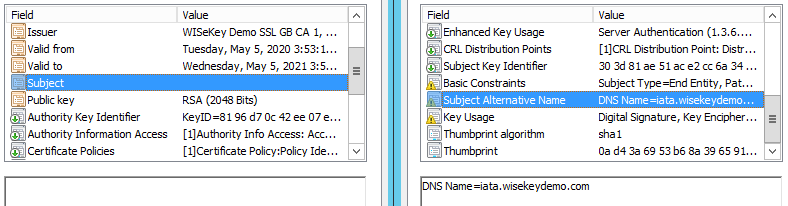 Field Value
Issuer WISeKey Demo SSL GB CA 1, ...
Valid from Tuesday, May 5, 2020 3:53:1...
Valid to Wednesday, May 5, 2021 3:5...
Subject
Public key RSA (2048 Bits)
Authority Key Identifier KeyID=81 96 d7 0c 42 ee 07 e...
Authority Information Access [1]Authority Info Access: Acc...
Certificate Policies [1]Certificate Policy:Policy Ide...
Field Value
Enhanced Key Usage Server Authentication (1.3.6....
CRL Distribution Points [1]CRL Distribution Point: Distr...
Subject Key Identifier 30 3d 81 ae 51 ac e2 cc 6a 34 ...
Basic Constraints Subject Type=End Entity, Pat...
Subject Alternative Name DNS Name=iata.wisekeydemo...
Key Usage Digital Signature, Key Encipher...
Thumbprint algorithm sha1
Thumbprint 0a d4 3a 69 53 b6 8a 39 65 91...
DNS Name=iata.wisekeydemo.com